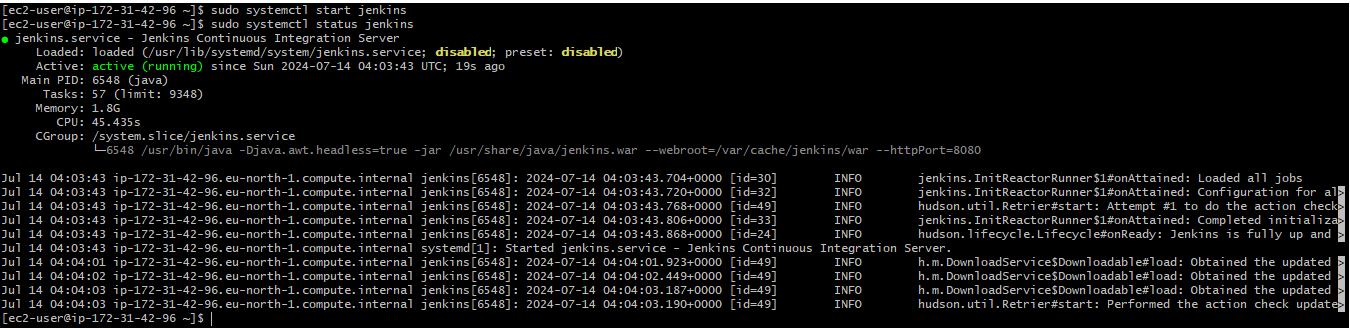 [ec2-user@ip-172-31-42-96 ~]$ sudo systemctl start jenkins
[ec2-user@ip-172-31-42-96 ~]$ sudo systemctl status jenkins
● jenkins.service - Jenkins Continuous Integration Server
Loaded: loaded (/usr/lib/systemd/system/jenkins.service; disabled; preset: disabled)
Active: active (running) since Sun 2024-07-14 04:03:43 UTC; 19s ago
Main PID: 6548 (java)
Tasks: 57 (limit: 9348)
Memory: 1.8G
CPU: 45.435s
CGroup: /system.slice/jenkins.service
└─6548 /usr/bin/java -Djava.awt.headless=true -jar /usr/share/java/jenkins.war --webroot=/var/cache/jenkins/war --httpPort=8080
Jul 14 04:03:43 ip-172-31-42-96.eu-north-1.compute.internal jenkins[6548]: 2024-07-14 04:03:43.704+0000 [id=30] INFO jenkins.InitReactorRunner$1#onAttained: Loaded all jobs
Jul 14 04:03:43 ip-172-31-42-96.eu-north-1.compute.internal jenkins[6548]: 2024-07-14 04:03:43.720+0000 [id=32] INFO jenkins.InitReactorRunner$1#onAttained: Configuration for al>
Jul 14 04:03:43 ip-172-31-42-96.eu-north-1.compute.internal jenkins[6548]: 2024-07-14 04:03:43.768+0000 [id=49] INFO hudson.util.Retrier#start: Attempt #1 to do the action check>
Jul 14 04:03:43 ip-172-31-42-96.eu-north-1.compute.internal jenkins[6548]: 2024-07-14 04:03:43.806+0000 [id=33] INFO jenkins.InitReactorRunner$1#onAttained: Completed initializa>
Jul 14 04:03:43 ip-172-31-42-96.eu-north-1.compute.internal jenkins[6548]: 2024-07-14 04:03:43.868+0000 [id=24] INFO hudson.lifecycle.Lifecycle#onReady: Jenkins is fully up and >
Jul 14 04:03:43 ip-172-31-42-96.eu-north-1.compute.internal systemd[1]: Started jenkins.service - Jenkins Continuous Integration Server.
Jul 14 04:04:01 ip-172-31-42-96.eu-north-1.compute.internal jenkins[6548]: 2024-07-14 04:04:01.923+0000 [id=49] INFO h.m.DownloadService$Downloadable#load: Obtained the updated >
Jul 14 04:04:02 ip-172-31-42-96.eu-north-1.compute.internal jenkins[6548]: 2024-07-14 04:04:02.449+0000 [id=49] INFO h.m.DownloadService$Downloadable#load: Obtained the updated >
Jul 14 04:04:03 ip-172-31-42-96.eu-north-1.compute.internal jenkins[6548]: 2024-07-14 04:04:03.187+0000 [id=49] INFO h.m.DownloadService$Downloadable#load: Obtained the updated >
Jul 14 04:04:03 ip-172-31-42-96.eu-north-1.compute.internal jenkins[6548]: 2024-07-14 04:04:03.190+0000 [id=49] INFO hudson.util.Retrier#start: Performed the action check update>
[ec2-user@ip-172-31-42-96 ~]$